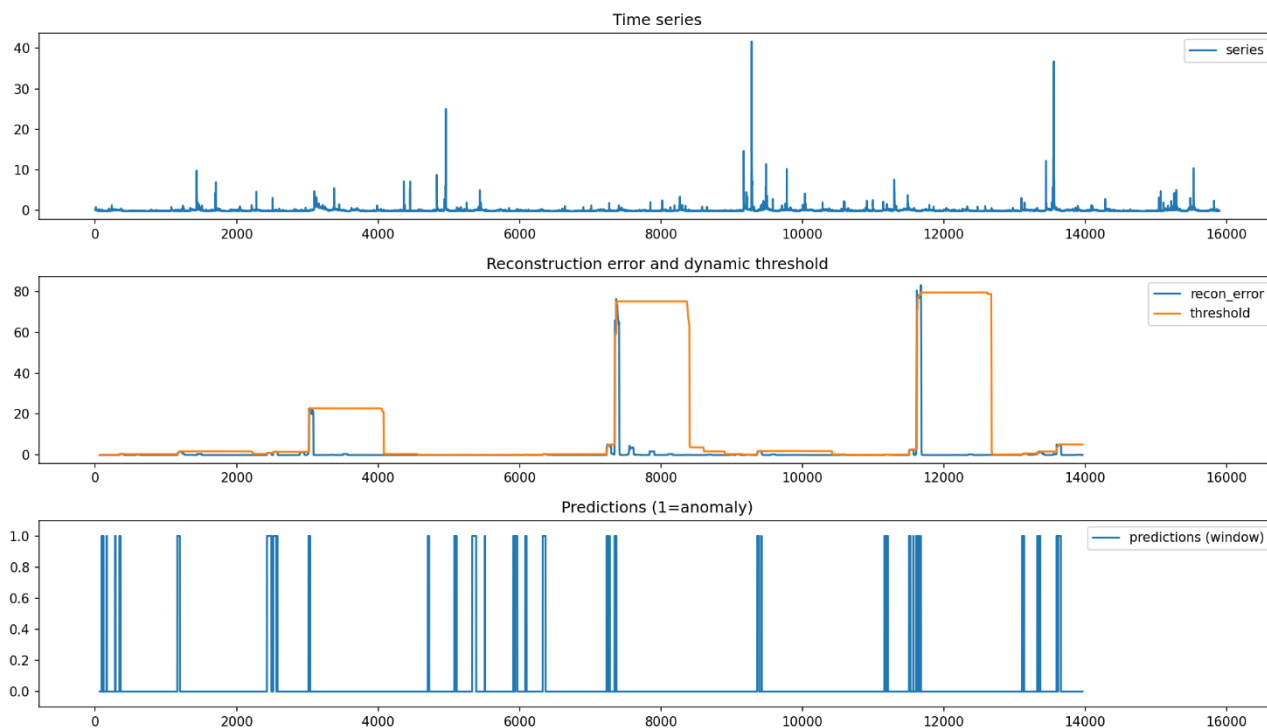 Time series
40
30
20
10
0
series
0 2000 4000 6000 8000 10000 12000 14000 16000
Reconstruction error and dynamic threshold
80
60
40
20
0
recon_error
threshold
0 2000 4000 6000 8000 10000 12000 14000 16000
Predictions (1=anomaly)
1.0
0.8
0.6
0.4
0.2
0.0
predictions (window)
0 2000 4000 6000 8000 10000 12000 14000 16000